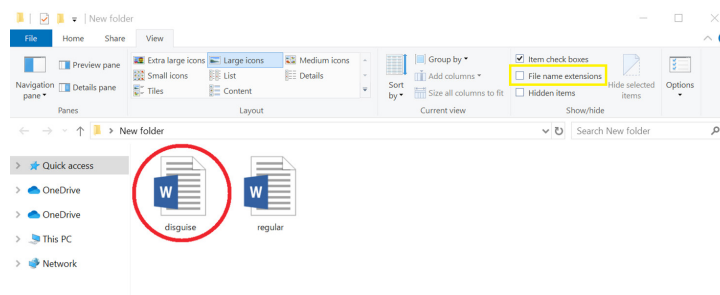 New folder
File Home Share View
Navigation pane
Preview pane
Details pane
Panes
Extra large icons Large icons Medium icons
Small icons List Details
Tiles Content
Layout
Sort by
Group by
Add columns
Size all columns to fit
Current view
Item check boxes
File name extensions
Hidden items
Hide selected items
Show/hide
Options
New folder
Search New folder
Quick access
OneDrive
OneDrive
This PC
Network
W W
disguise regular